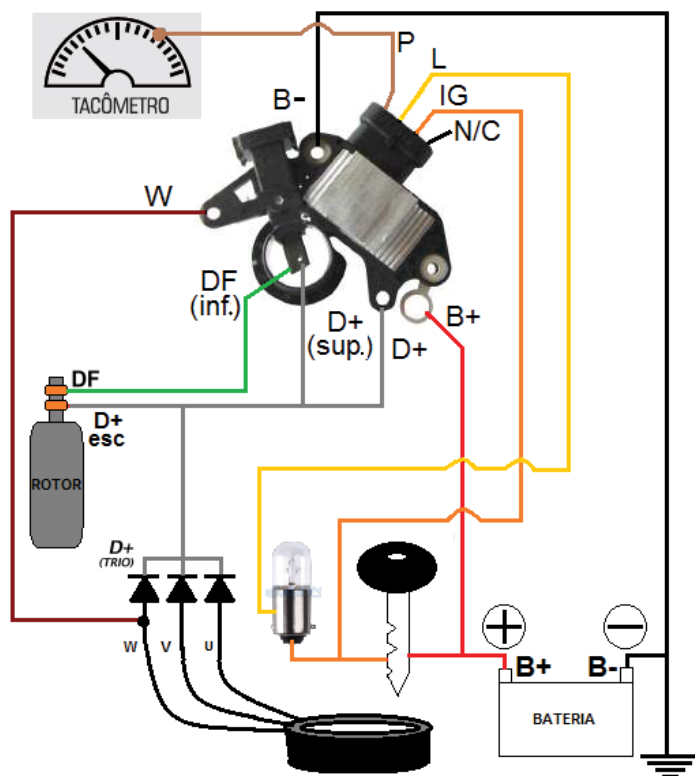 TACÔMETRO
P
L
IG
N/C
B-
W
DF
(inf.)
D+
(sup.)
D+
B+
DF
D+
esc
ROTOR
D+
(TRIO)
W
V
U
B+
B-
BATERIA